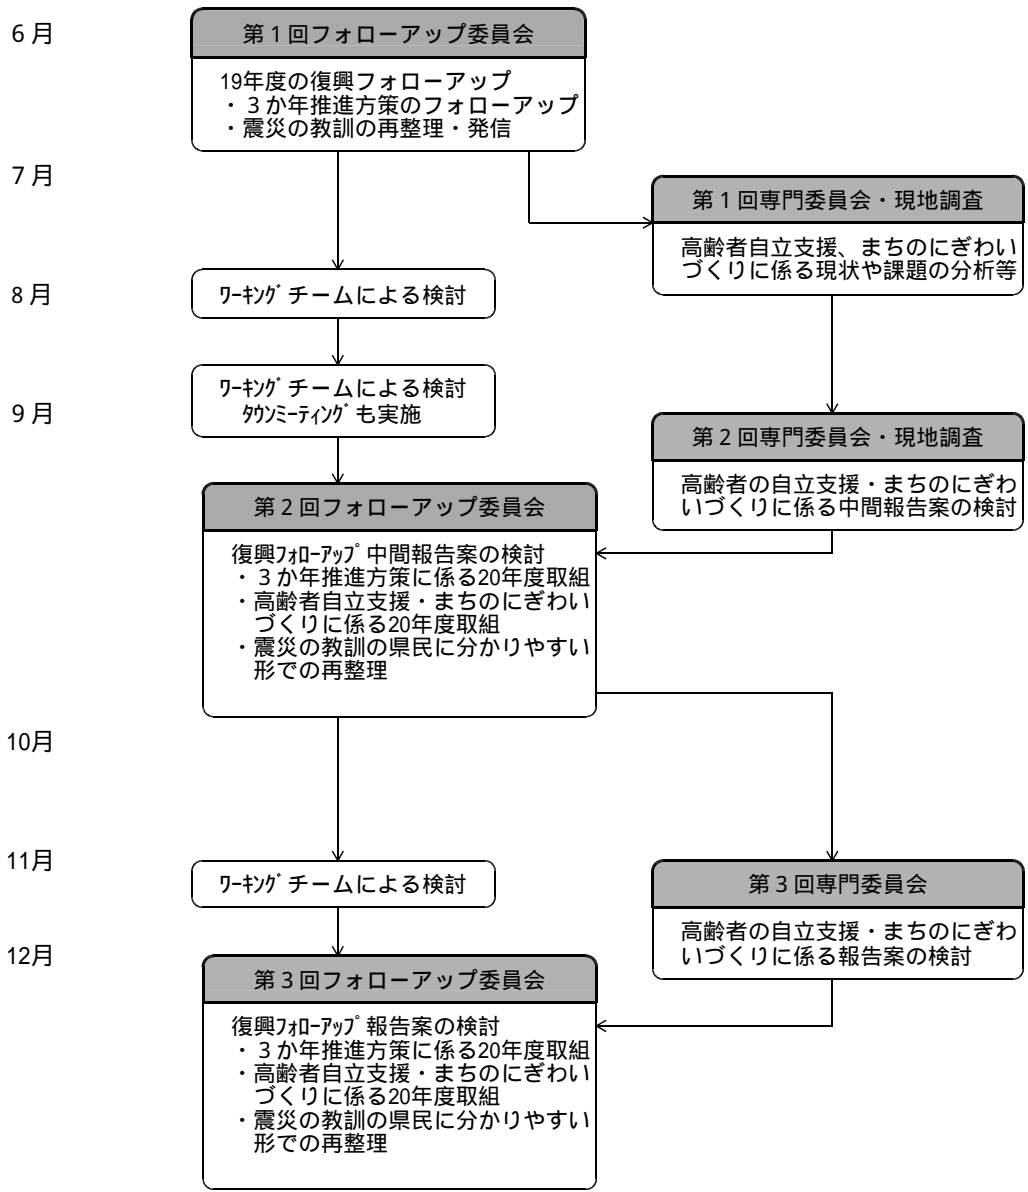 6月
第1回フォローアップ委員会
19年度の復興フォローアップ
・3か年推進方策のフォローアップ
・震災の教訓の再整理・発信
7月
第1回専門委員会・現地調査
高齢者自立支援、まちのにぎわい
づくりに係る現状や課題の分析等
8月
ﾜｰｷﾝｸﾞチームによる検討
ﾜｰｷﾝｸﾞチームによる検討
ﾀｳﾝﾐｰﾃｨﾝｸﾞも実施
9月
第2回専門委員会・現地調査
高齢者の自立支援・まちのにぎわ
いづくりに係る中間報告案の検討
第2回フォローアップ委員会
復興ﾌｫﾛｰｱｯﾌﾟ中間報告案の検討
・3か年推進方策に係る20年度取組
・高齢者自立支援・まちのにぎわい
づくりに係る20年度取組
・震災の教訓の県民に分かりやすい
形での再整理
10月
11月
ﾜｰｷﾝｸﾞチームによる検討
第3回専門委員会
高齢者の自立支援・まちのにぎわ
いづくりに係る報告案の検討
12月
第3回フォローアップ委員会
復興ﾌｫﾛｰｱｯﾌﾟ報告案の検討
・3か年推進方策に係る20年度取組
・高齢者自立支援・まちのにぎわい
づくりに係る20年度取組
・震災の教訓の県民に分かりやすい
形での再整理